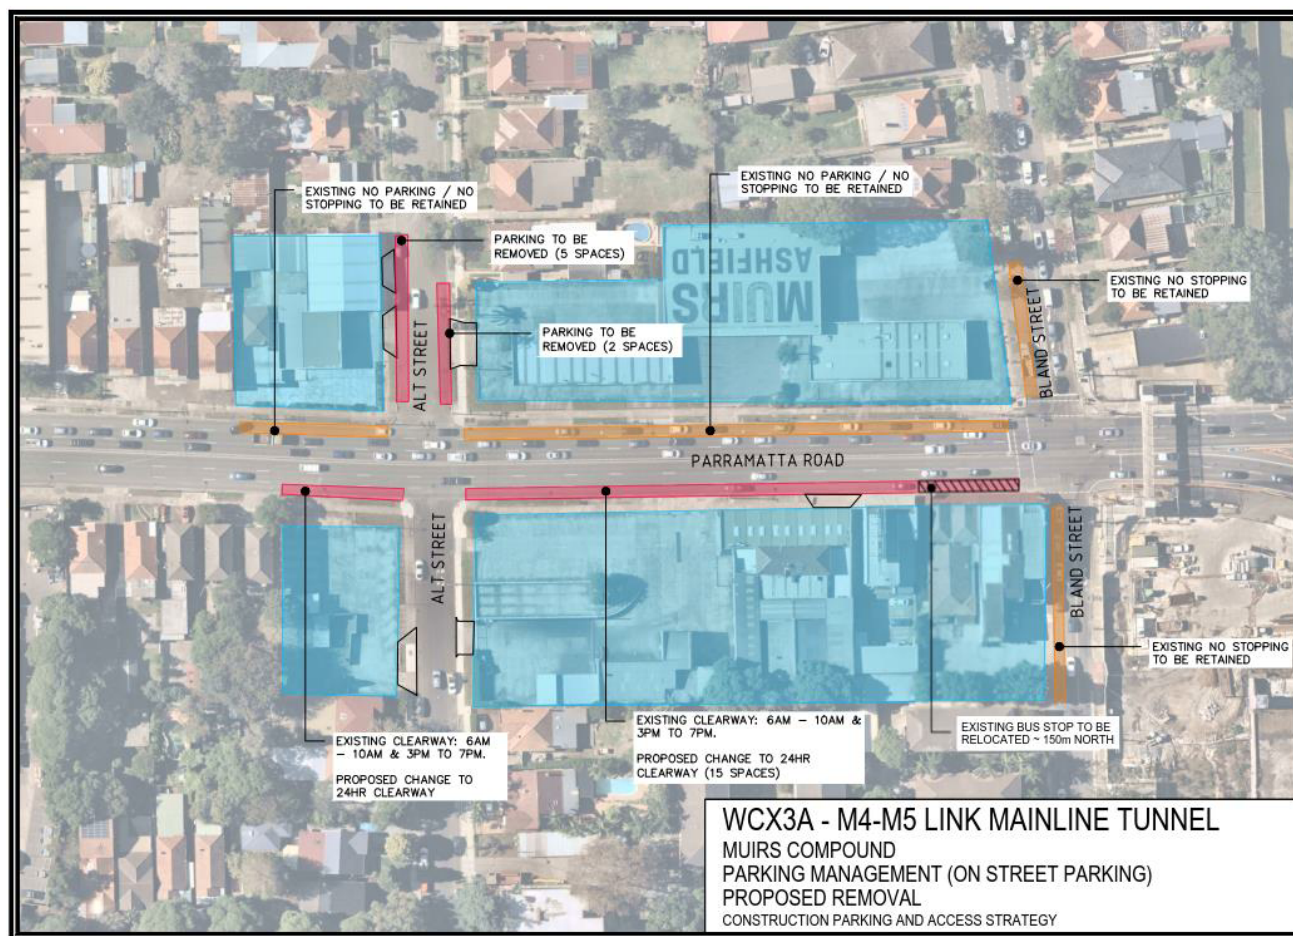 EXISTING NO PARKING / NO
STOPPING TO BE RETAINED
EXISTING NO PARKING / NO
STOPPING TO BE RETAINED
PARKING TO BE
REMOVED (5 SPACES)
MUIRS
ASHFIELD
EXISTING NO STOPPING
TO BE RETAINED
PARKING TO BE
REMOVED (2 SPACES)
ALT STREET
BLAND STREET
PARRAMATTA ROAD
ALT STREET
BLAND STREET
EXISTING NO STOPPING
TO BE RETAINED
EXISTING CLEARWAY: 6AM
– 10AM & 3PM TO 7PM.
PROPOSED CHANGE TO
24HR CLEARWAY
EXISTING CLEARWAY: 6AM – 10AM &
3PM TO 7PM.
PROPOSED CHANGE TO 24HR
CLEARWAY (15 SPACES)
EXISTING BUS STOP TO BE
RELOCATED ~ 150m NORTH
WCX3A - M4-M5 LINK MAINLINE TUNNEL
MUIRS COMPOUND
PARKING MANAGEMENT (ON STREET PARKING)
PROPOSED REMOVAL
CONSTRUCTION PARKING AND ACCESS STRATEGY